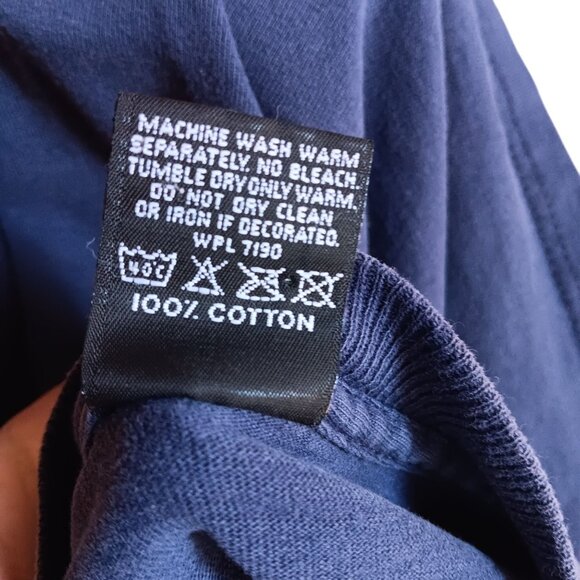 MACHINE WASH WARM
SEPARATELY. NO BLEACH.
TUMBLE DRY ONLY WARM.
DO NOT DRY CLEAN
OR IRON IF DECORATED.
WPL 7190
40C
100% COTTON